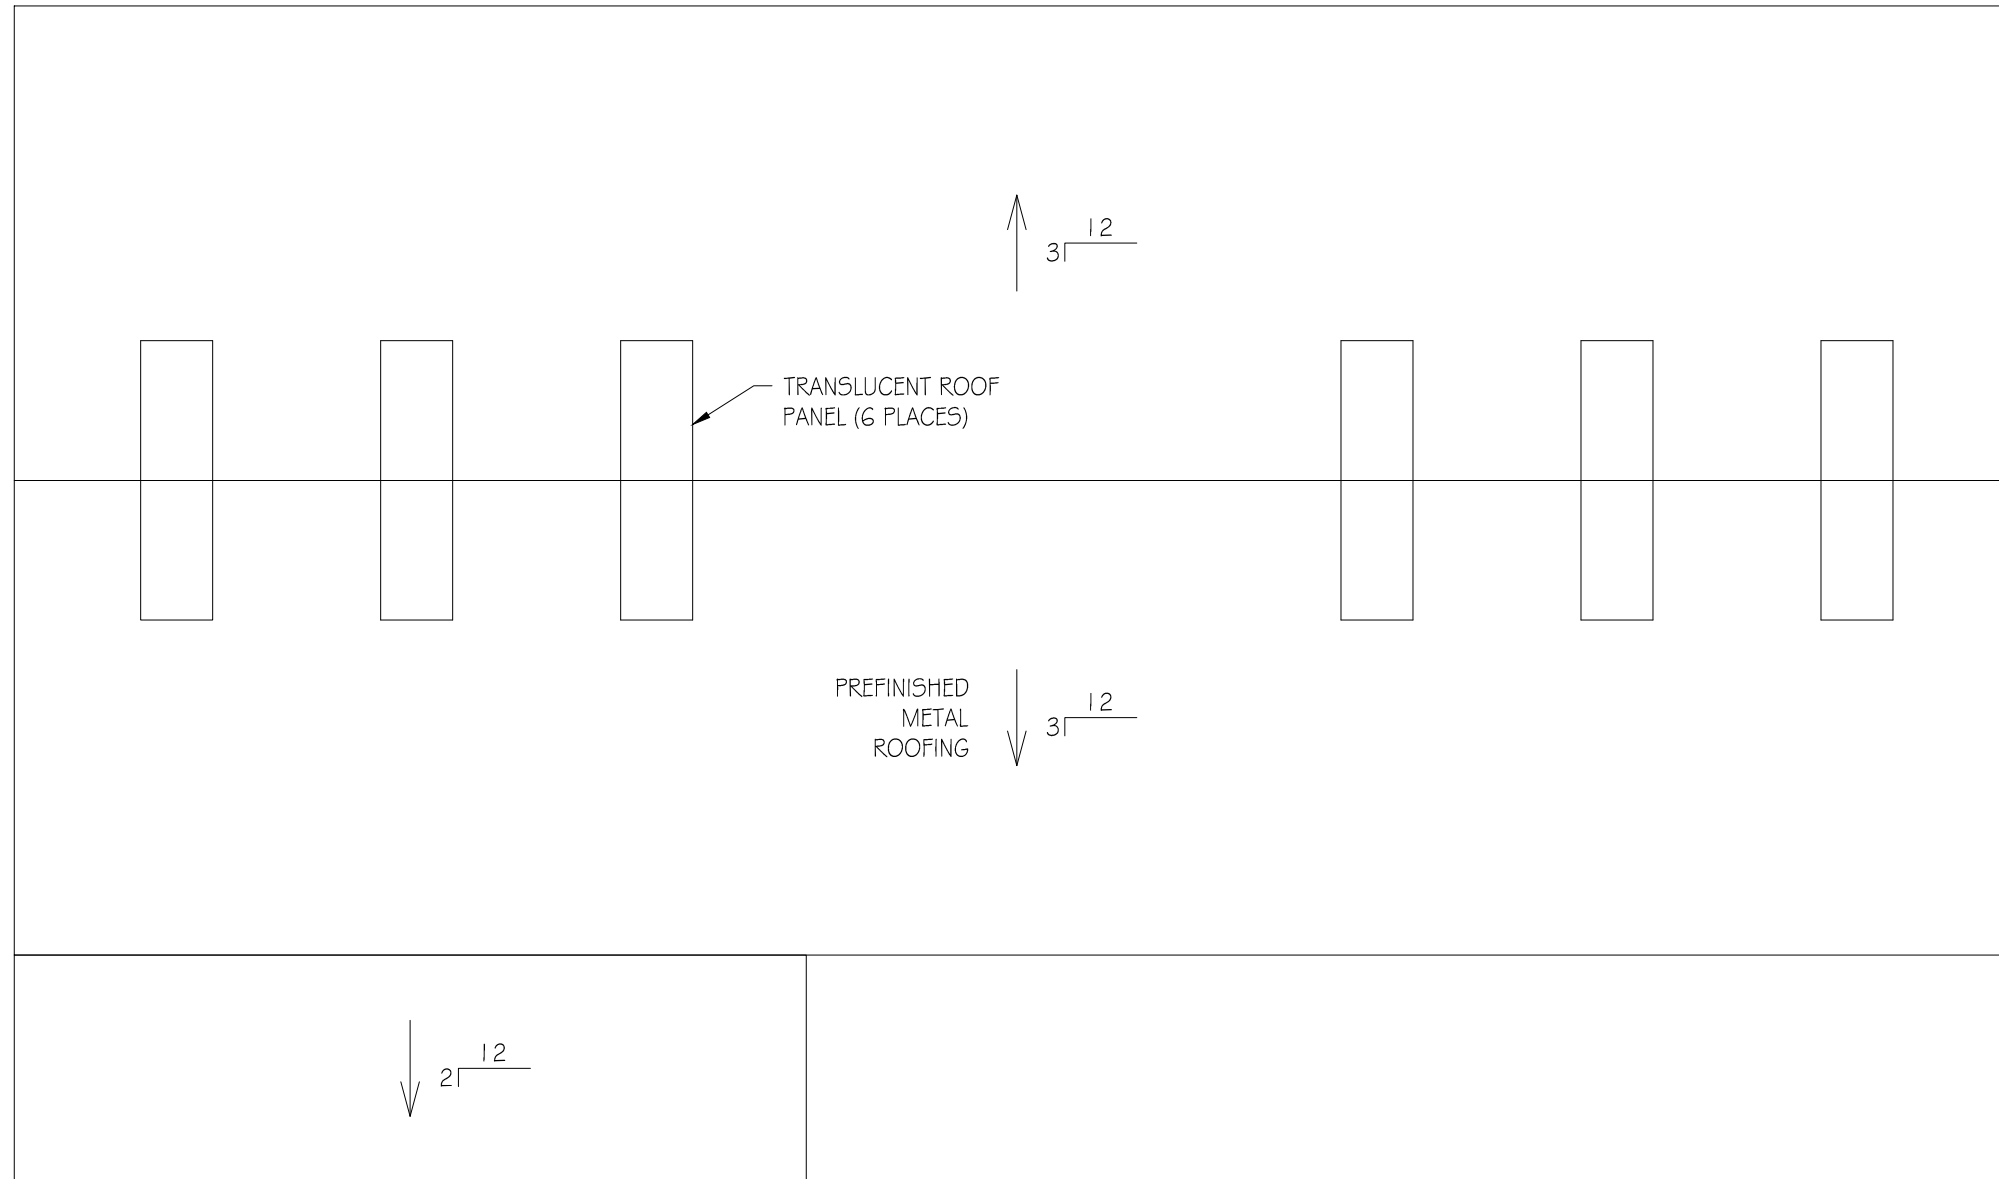 12
3
TRANSLUCENT ROOF
PANEL (6 PLACES)
PREFINISHED
METAL
ROOFING
12
3
12
2